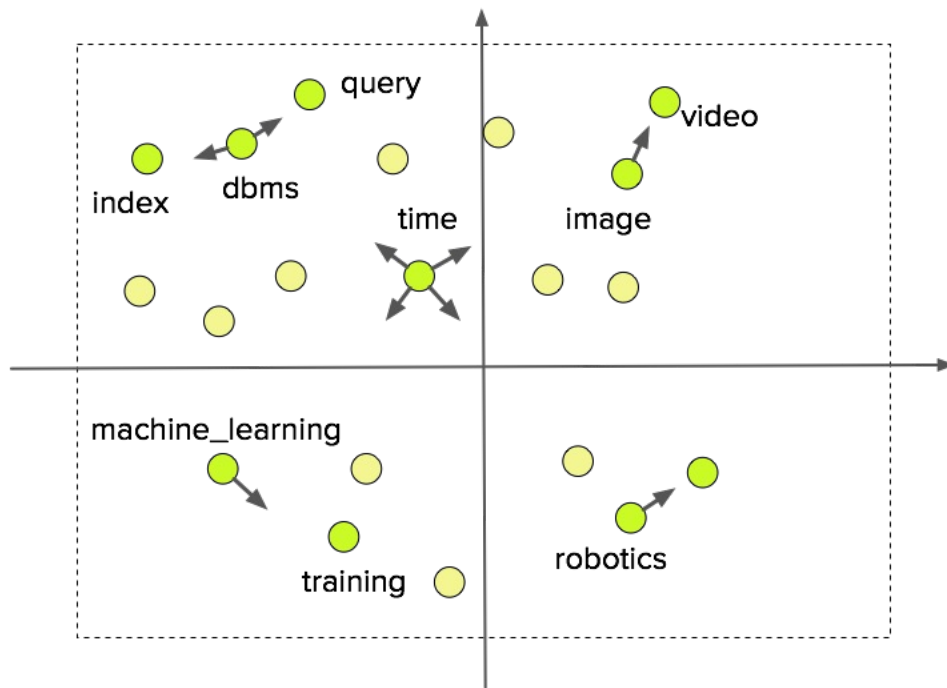 query
video
index
dbms
time
image
machine_learning
training
robotics